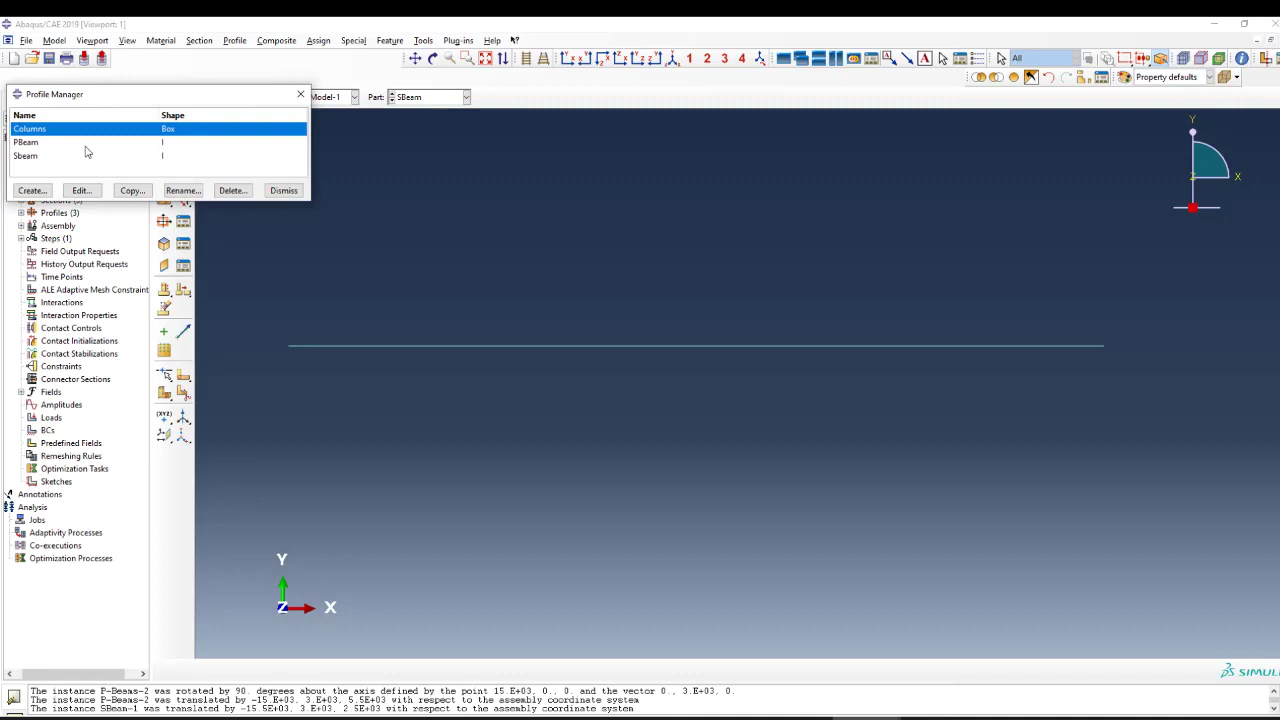 Abaqus/CAE 2019 [Viewport: 1]
File Model Viewport View Material Section Profile Composite Assign Special Feature Tools Plug-ins Help
1 2 3 4 A All
Property defaults
Profile Manager
Model-1 Part: SBeam
Name Shape
Columns Box
PBeam I
Sbeam I
Create... Edit... Copy... Rename... Delete... Dismiss
Profiles (3)
Assembly
Steps (1)
Field Output Requests
History Output Requests
Time Points
ALE Adaptive Mesh Constraint
Interactions
Interaction Properties
Contact Controls
Contact Initializations
Contact Stabilizations
Constraints
Connector Sections
Fields
Amplitudes
Loads
BCs
Predefined Fields
Remeshing Rules
Optimization Tasks
Sketches
Annotations
Analysis
Jobs
Adaptivity Processes
Co-executions
Optimization Processes
(XYZ)
Y
Z X
Y
Z X
SIMULI
The instance P-Beams-2 was rotated by 90. degrees about the axis defined by the point 15.E+03, 0., 0. and the vector 0., 3.E+03, 0.
The instance P-Beams-2 was translated by -15.E+03, 3.E+03, 5.5E+03 with respect to the assembly coordinate system
The instance SBeam-1 was translated by -15.5E+03, 3.E+03, 2.5E+03 with respect to the assembly coordinate system